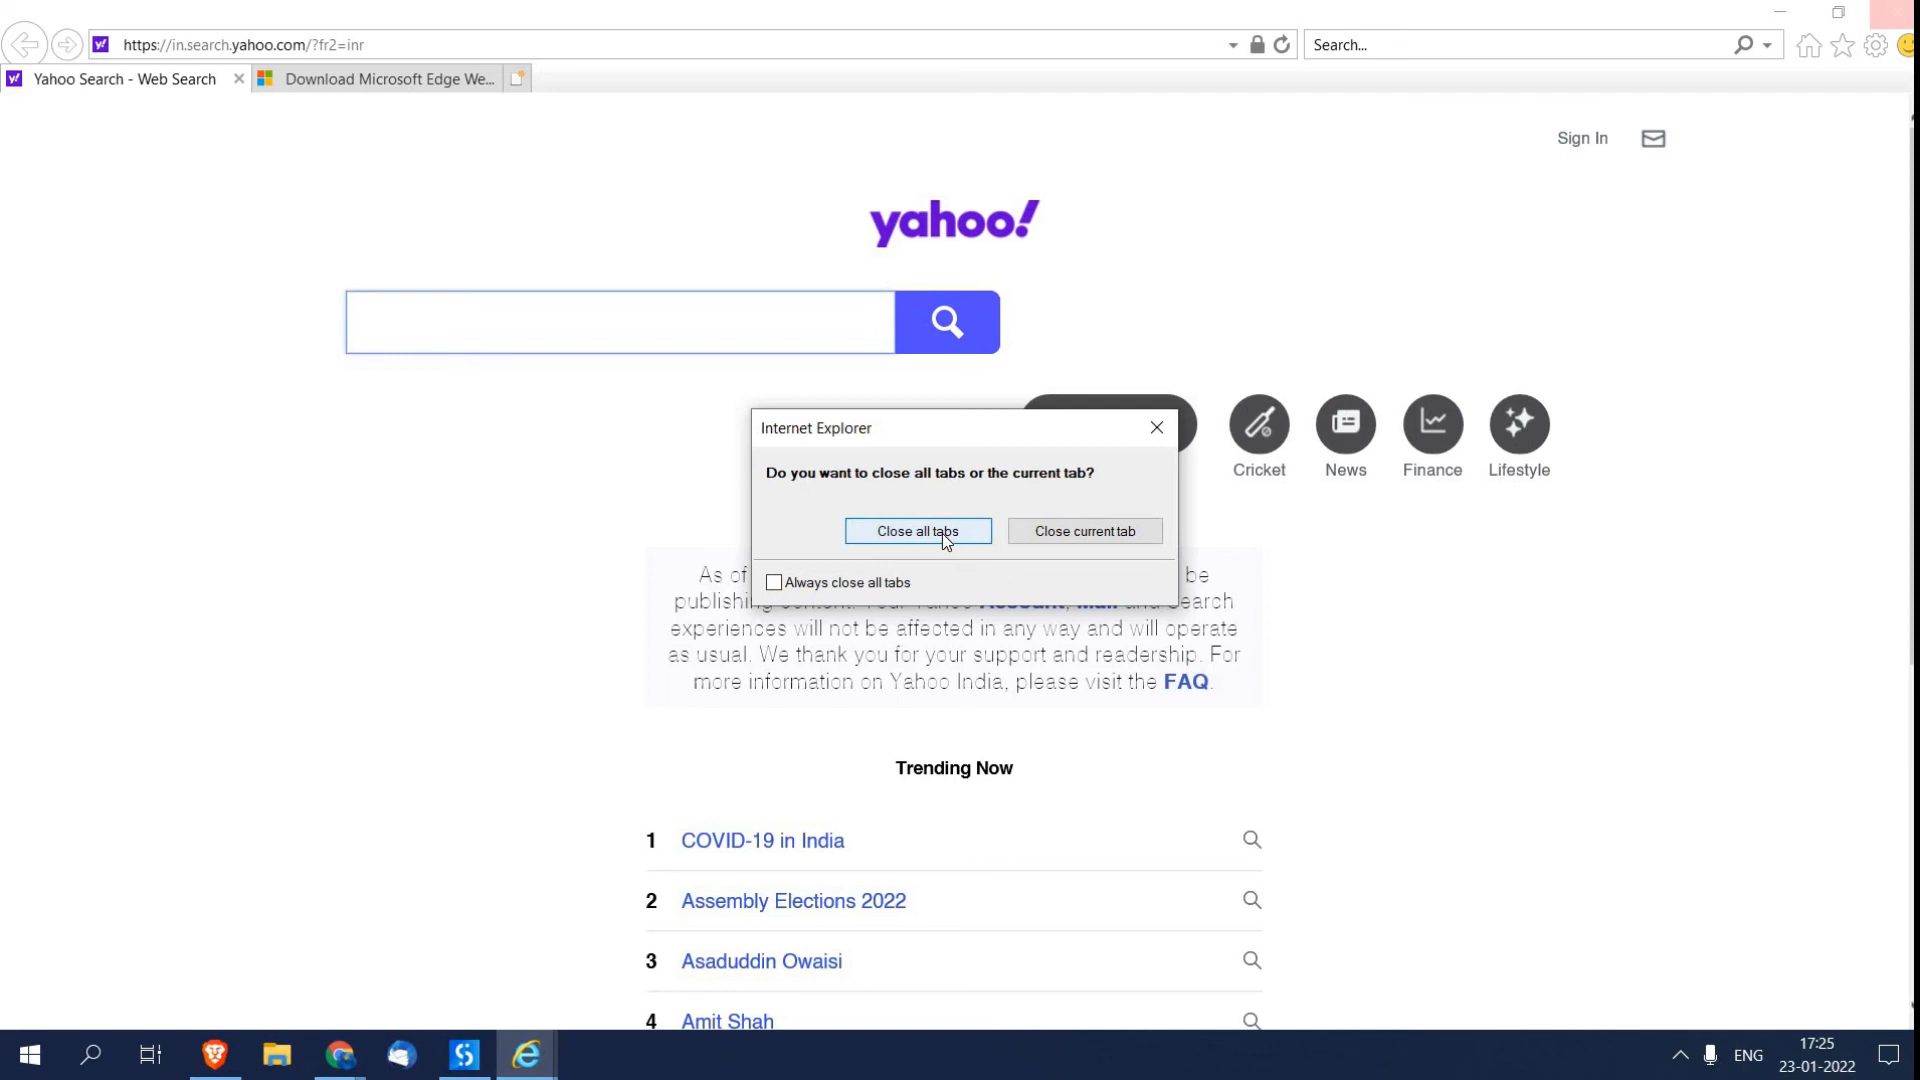 https://in.search.yahoo.com/?fr2=inr
Search...
Yahoo Search - Web Search
Download Microsoft Edge We...
Sign In
yahoo!
Cricket
News
Finance
Lifestyle
Internet Explorer
Do you want to close all tabs or the current tab?
Close all tabs
Close current tab
Always close all tabs
As of
be
Search
experiences will not be affected in any way and will operate
as usual. We thank you for your support and readership. For
more information on Yahoo India, please visit the FAQ.
Trending Now
1 COVID-19 in India
2 Assembly Elections 2022
3 Asaduddin Owaisi
4 Amit Shah
ENG
17:25
23-01-2022